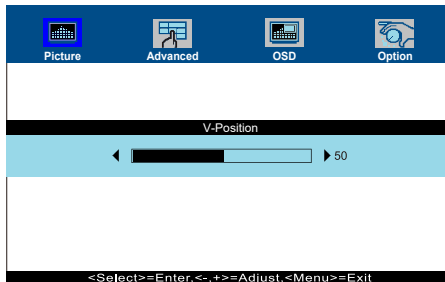 Picture Advanced OSD Option
V-Position
50
<Select>=Enter,<-,+>=Adjust,<Menu>=Exit